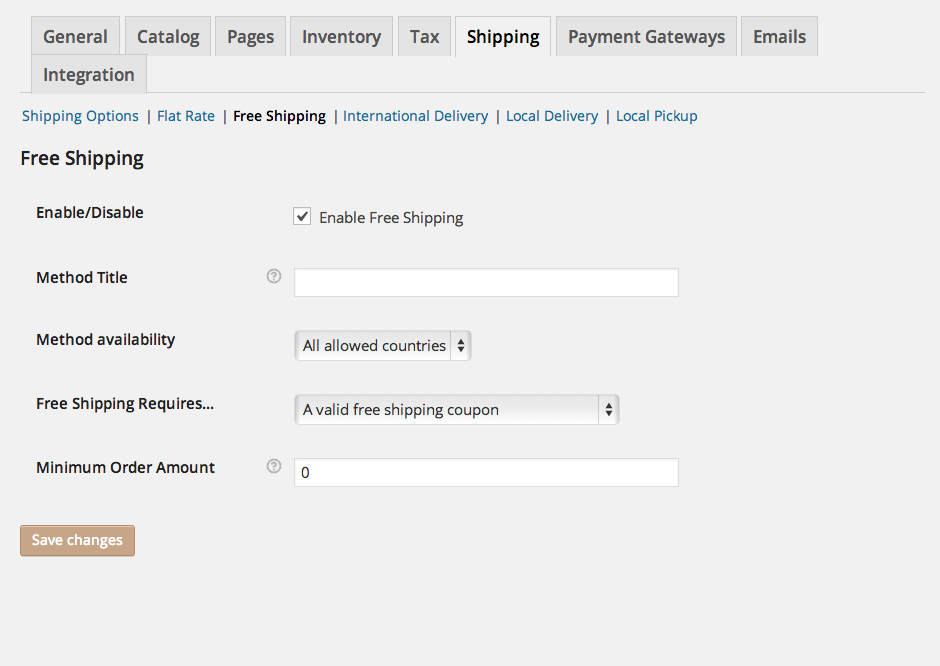 General Catalog Pages Inventory Tax Shipping Payment Gateways Emails
Integration
Shipping Options | Flat Rate | Free Shipping | International Delivery | Local Delivery | Local Pickup
Free Shipping
Enable/Disable
Enable Free Shipping
Method Title
?
Method availability
All allowed countries
Free Shipping Requires...
A valid free shipping coupon
Minimum Order Amount
?
0
Save changes